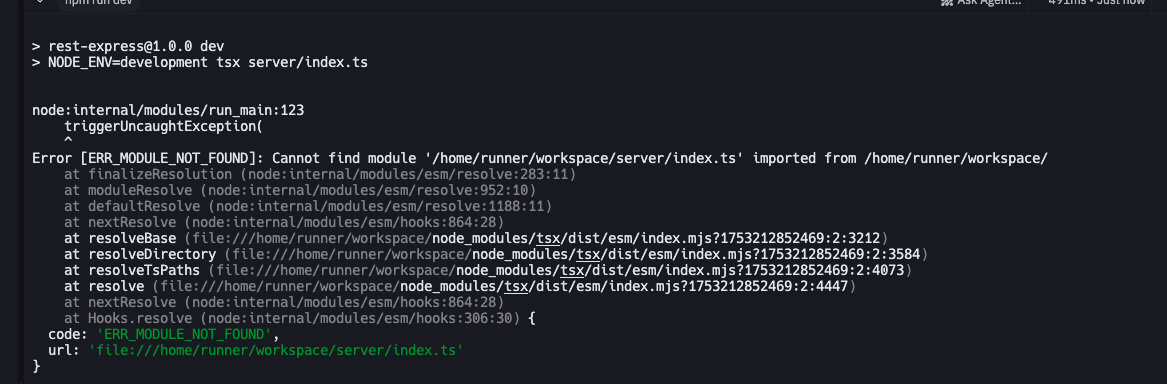 npm run dev
Ask Agent...
491ms • Just now
> rest-express@1.0.0 dev
> NODE_ENV=development tsx server/index.ts
node:internal/modules/run_main:123
    triggerUncaughtException(
    ^
Error [ERR_MODULE_NOT_FOUND]: Cannot find module '/home/runner/workspace/server/index.ts' imported from /home/runner/workspace/
    at finalizeResolution (node:internal/modules/esm/resolve:283:11)
    at moduleResolve (node:internal/modules/esm/resolve:952:10)
    at defaultResolve (node:internal/modules/esm/resolve:1188:11)
    at nextResolve (node:internal/modules/esm/hooks:864:28)
    at resolveBase (file:///home/runner/workspace/node_modules/tsx/dist/esm/index.mjs?1753212852469:2:3212)
    at resolveDirectory (file:///home/runner/workspace/node_modules/tsx/dist/esm/index.mjs?1753212852469:2:3584)
    at resolveTsPaths (file:///home/runner/workspace/node_modules/tsx/dist/esm/index.mjs?1753212852469:2:4073)
    at resolve (file:///home/runner/workspace/node_modules/tsx/dist/esm/index.mjs?1753212852469:2:4447)
    at nextResolve (node:internal/modules/esm/hooks:864:28)
    at Hooks.resolve (node:internal/modules/esm/hooks:306:30) {
  code: 'ERR_MODULE_NOT_FOUND',
  url: 'file:///home/runner/workspace/server/index.ts'
}